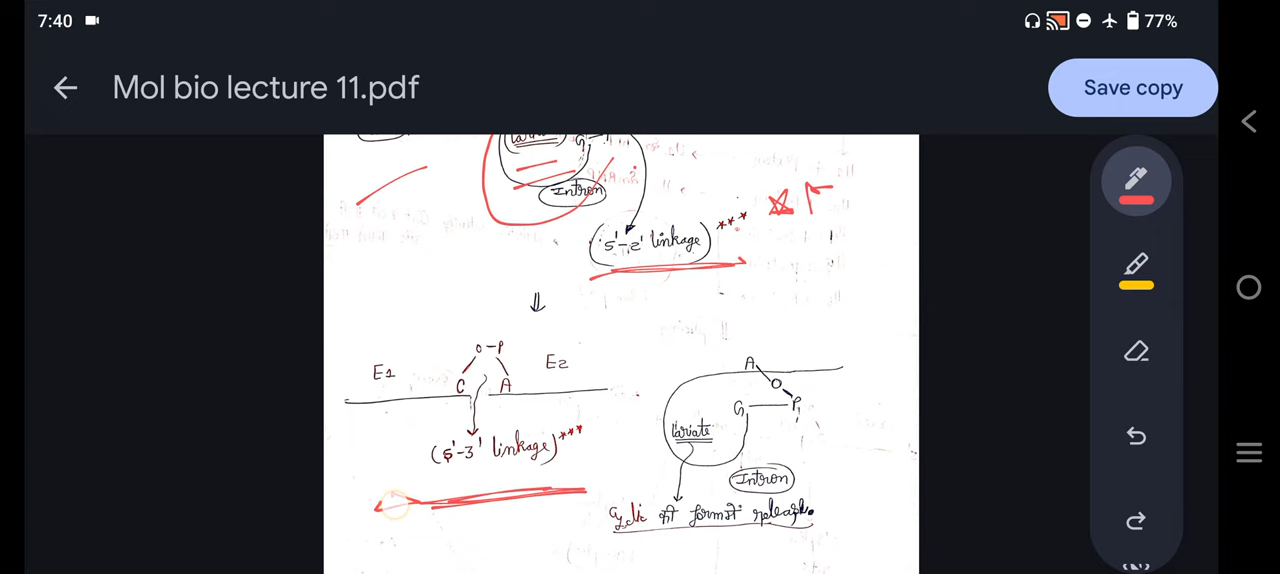 7:40
77%
Mol bio lecture 11.pdf
Save copy
G
Intron
(5'-2' linkage)***
⇓
O-P
E1
E2
C A
(5'-3' linkage)***
A
O
G P
lariate
Intron
Cyclic की form में release.